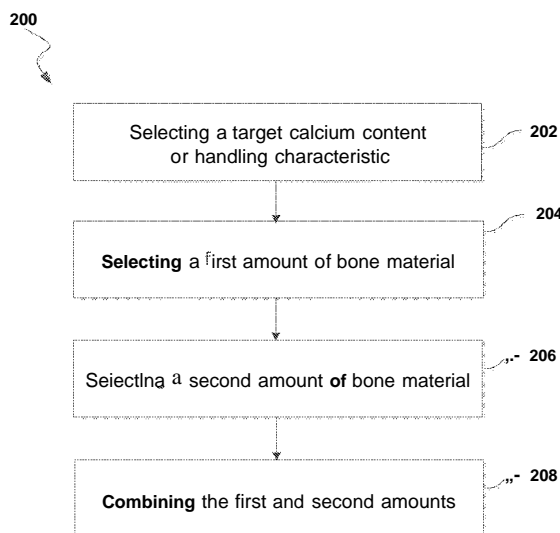 200
Selecting a target calcium content
or handling characteristic
202
204
Selecting a first amount of bone material
,.- 206
Seiectlna a second amount of bone material
,,- 208
Combining the first and second amounts